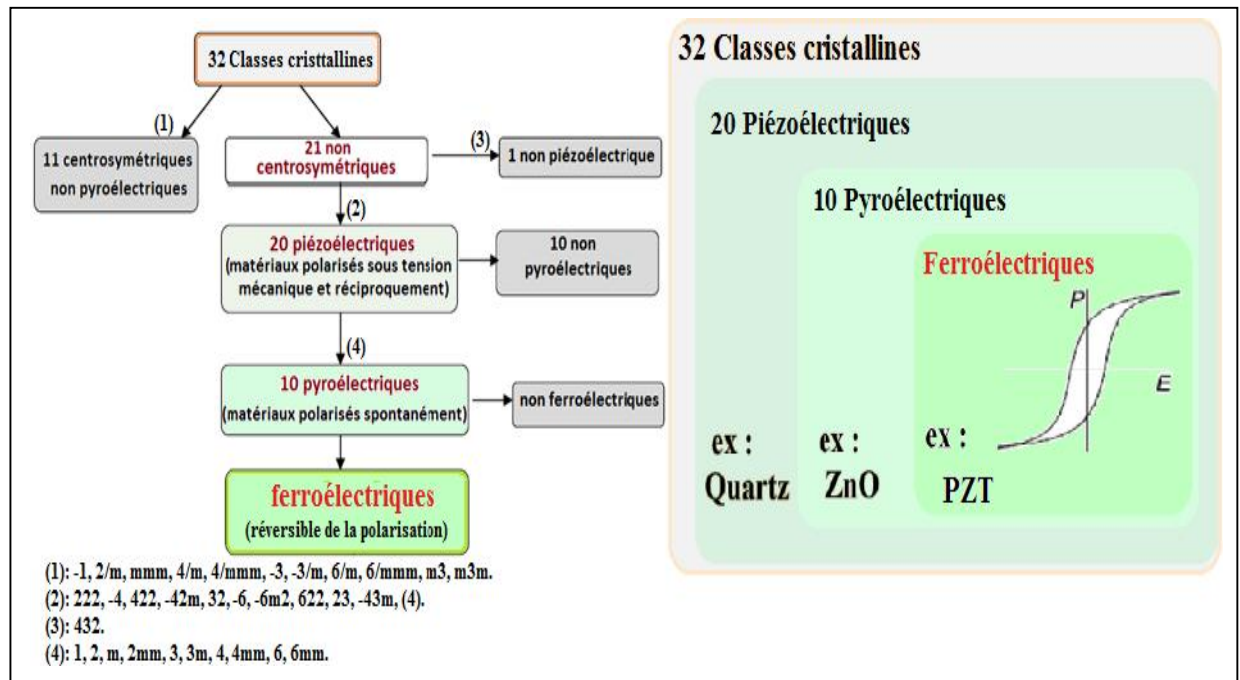 32 Classes cristtallines
(1)
11 centrosymétriques
non pyroélectriques
21 non
centrosymétriques
(3)
1 non piézoélectrique
(2)
20 piézoélectriques
(matériaux polarisés sous tension
mécanique et réciproquement)
10 non
pyroélectriques
(4)
10 pyroélectriques
(matériaux polarisés spontanément)
non ferroélectriques
ferroélectriques
(réversible de la polarisation)
(1): -1, 2/m, mmm, 4/m, 4/mmm, -3, -3/m, 6/m, 6/mmm, m3, m3m.
(2): 222, -4, 422, -42m, 32, -6, -6m2, 622, 23, -43m, (4).
(3): 432.
(4): 1, 2, m, 2mm, 3, 3m, 4, 4mm, 6, 6mm.
32 Classes cristallines
20 Piézoélectriques
10 Pyroélectriques
Ferroélectriques
P
E
ex :
Quartz
ex :
ZnO
ex :
PZT